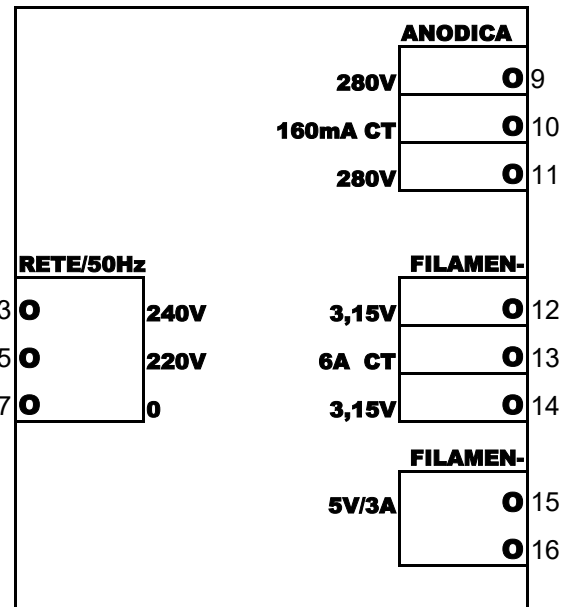 ANODICA
280V O 9
160mA CT O 10
280V O 11
RETE/50Hz
3 O 240V
5 O 220V
7 O 0
FILAMEN-
3,15V O 12
6A CT O 13
3,15V O 14
FILAMEN-
5V/3A O 15
O 16